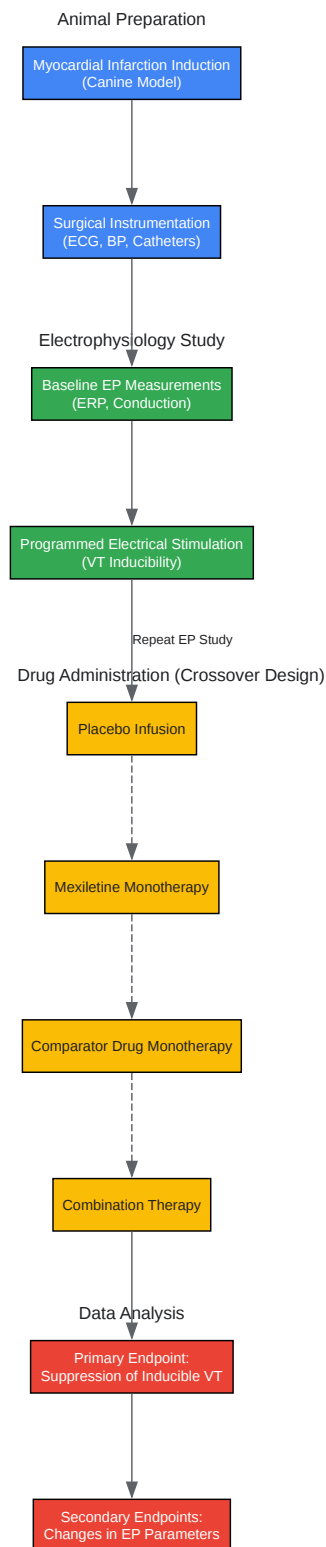 Animal Preparation
Myocardial Infarction Induction
(Canine Model)
Surgical Instrumentation
(ECG, BP, Catheters)
Electrophysiology Study
Baseline EP Measurements
(ERP, Conduction)
Programmed Electrical Stimulation
(VT Inducibility)
Repeat EP Study
Drug Administration (Crossover Design)
Placebo Infusion
Mexiletine Monotherapy
Comparator Drug Monotherapy
Combination Therapy
Data Analysis
Primary Endpoint:
Suppression of Inducible VT
Secondary Endpoints:
Changes in EP Parameters